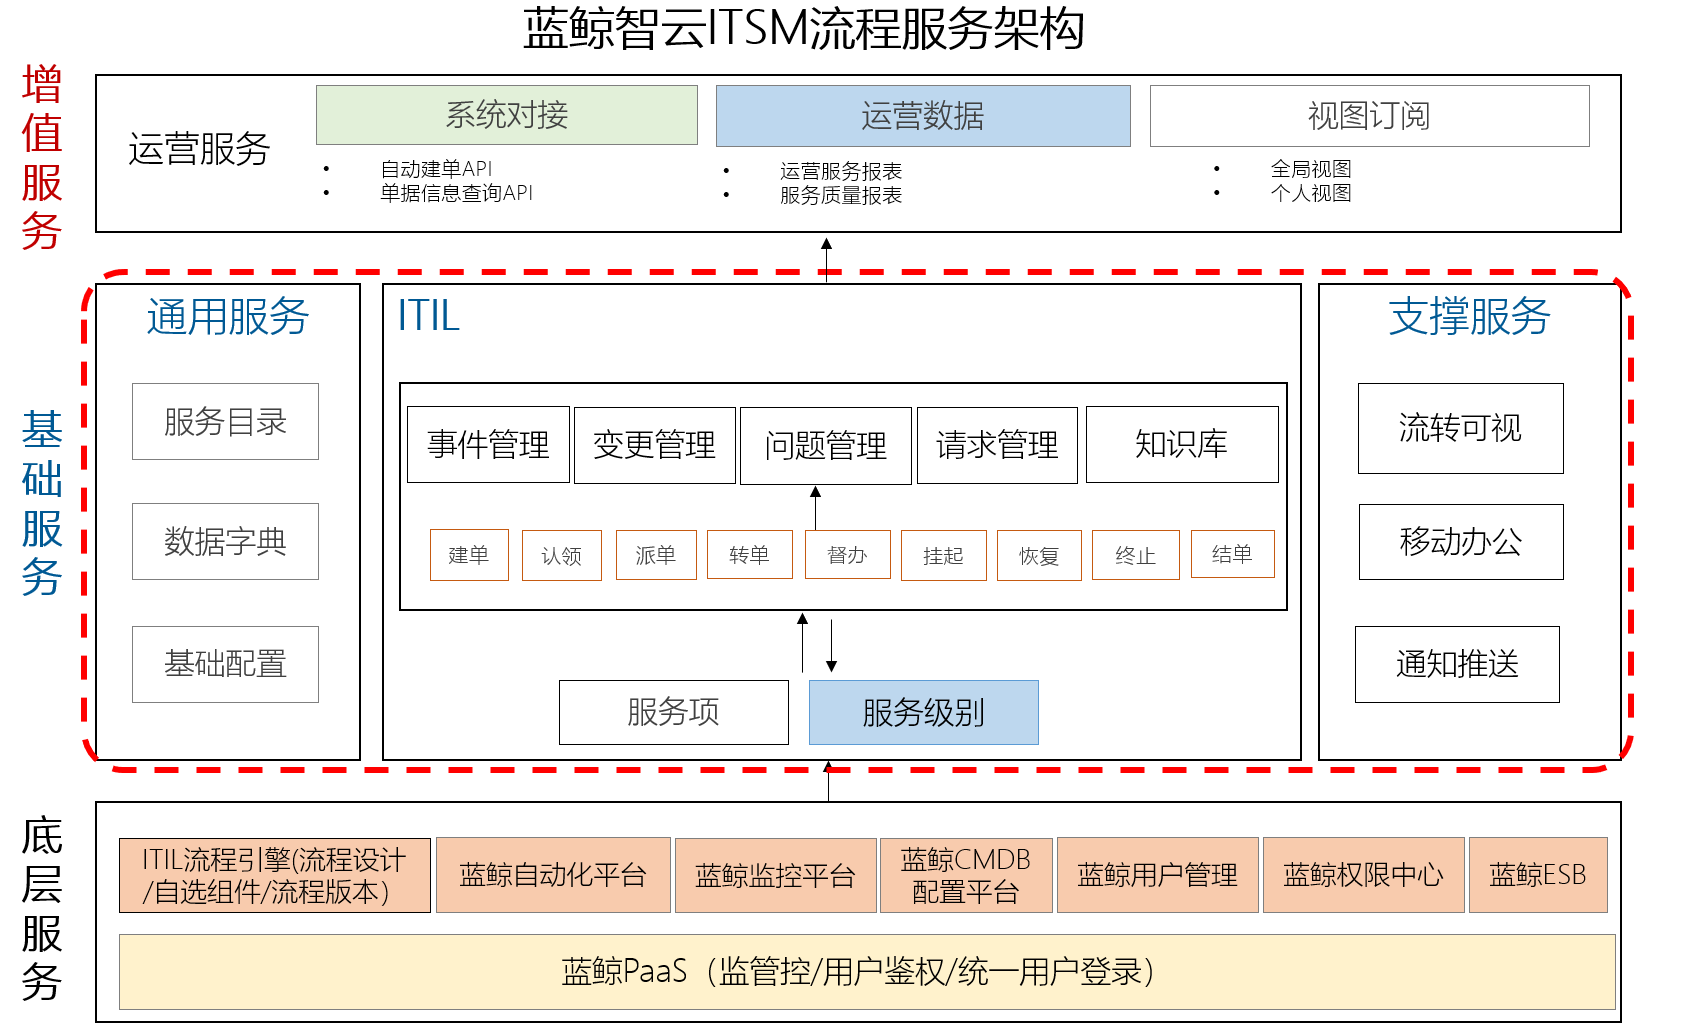 蓝鲸智云ITSM流程服务架构
增值服务
运营服务
系统对接
• 自动建单API
• 单据信息查询API
运营数据
• 运营服务报表
• 服务质量报表
视图订阅
• 全局视图
• 个人视图
基础服务
通用服务
服务目录
数据字典
基础配置
ITIL
事件管理
变更管理
问题管理
请求管理
知识库
建单
认领
派单
转单
督办
挂起
恢复
终止
结单
服务项
服务级别
支撑服务
流转可视
移动办公
通知推送
底层服务
ITIL流程引擎(流程设计
/自选组件/流程版本）
蓝鲸自动化平台
蓝鲸监控平台
蓝鲸CMDB
配置平台
蓝鲸用户管理
蓝鲸权限中心
蓝鲸ESB
蓝鲸PaaS（监管控/用户鉴权/统一用户登录）